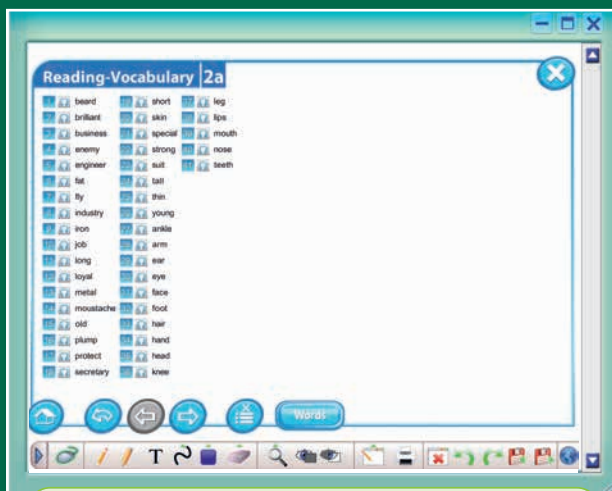 Reading-Vocabulary 2a
beard
brilliant
business
enemy
engineer
fat
fly
industry
iron
job
long
loyal
metal
moustache
old
plump
protect
secretary
short
skin
special
strong
suit
tall
thin
young
ankle
arm
ear
eye
face
foot
hair
hand
head
knee
leg
lips
mouth
nose
teeth
Words
T